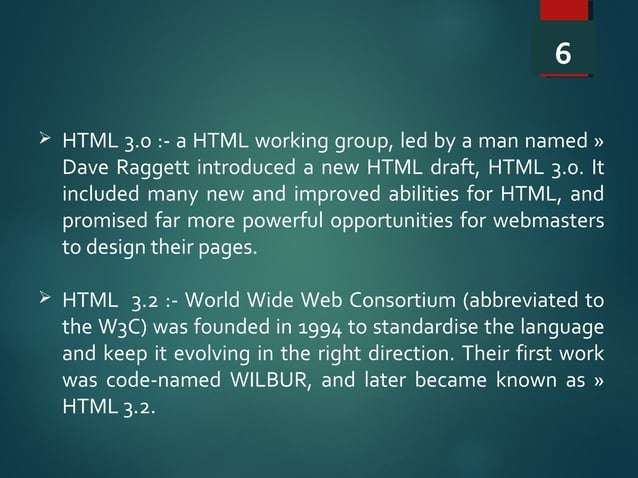 6
➢ HTML 3.0 :- a HTML working group, led by a man named »
Dave Raggett introduced a new HTML draft, HTML 3.0. It
included many new and improved abilities for HTML, and
promised far more powerful opportunities for webmasters
to design their pages.
➢ HTML 3.2 :- World Wide Web Consortium (abbreviated to
the W3C) was founded in 1994 to standardise the language
and keep it evolving in the right direction. Their first work
was code-named WILBUR, and later became known as »
HTML 3.2.